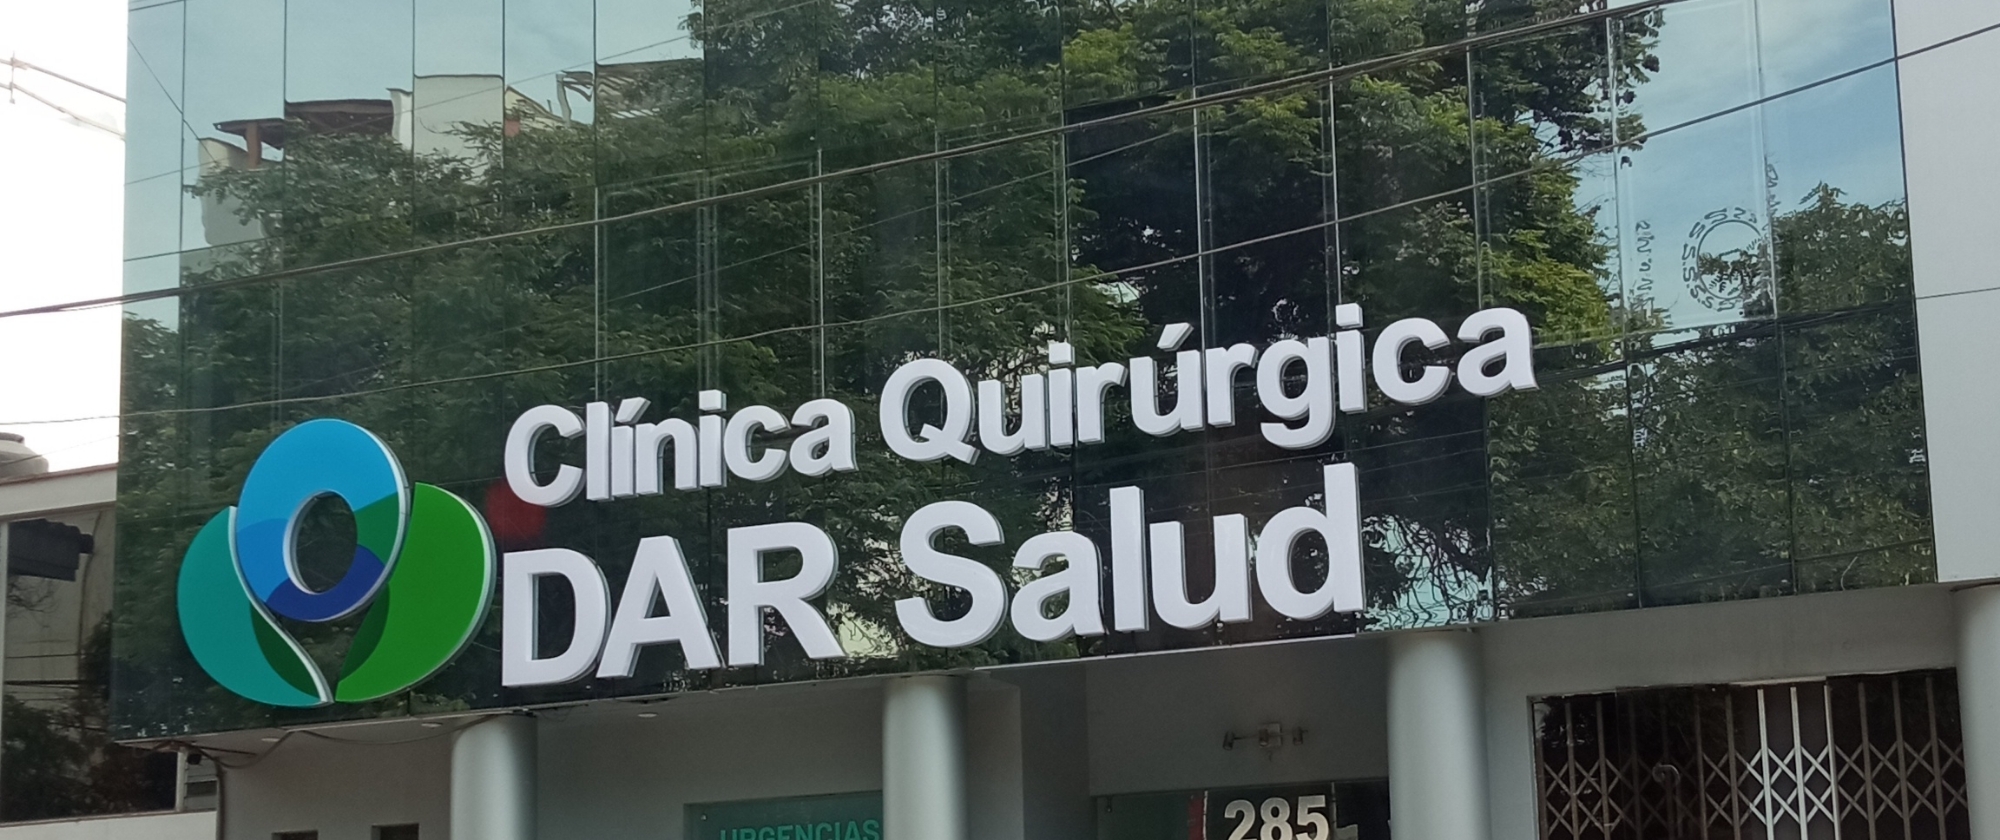 Clínica Quirúrgica
DAR Salud
URGENCIAS
285